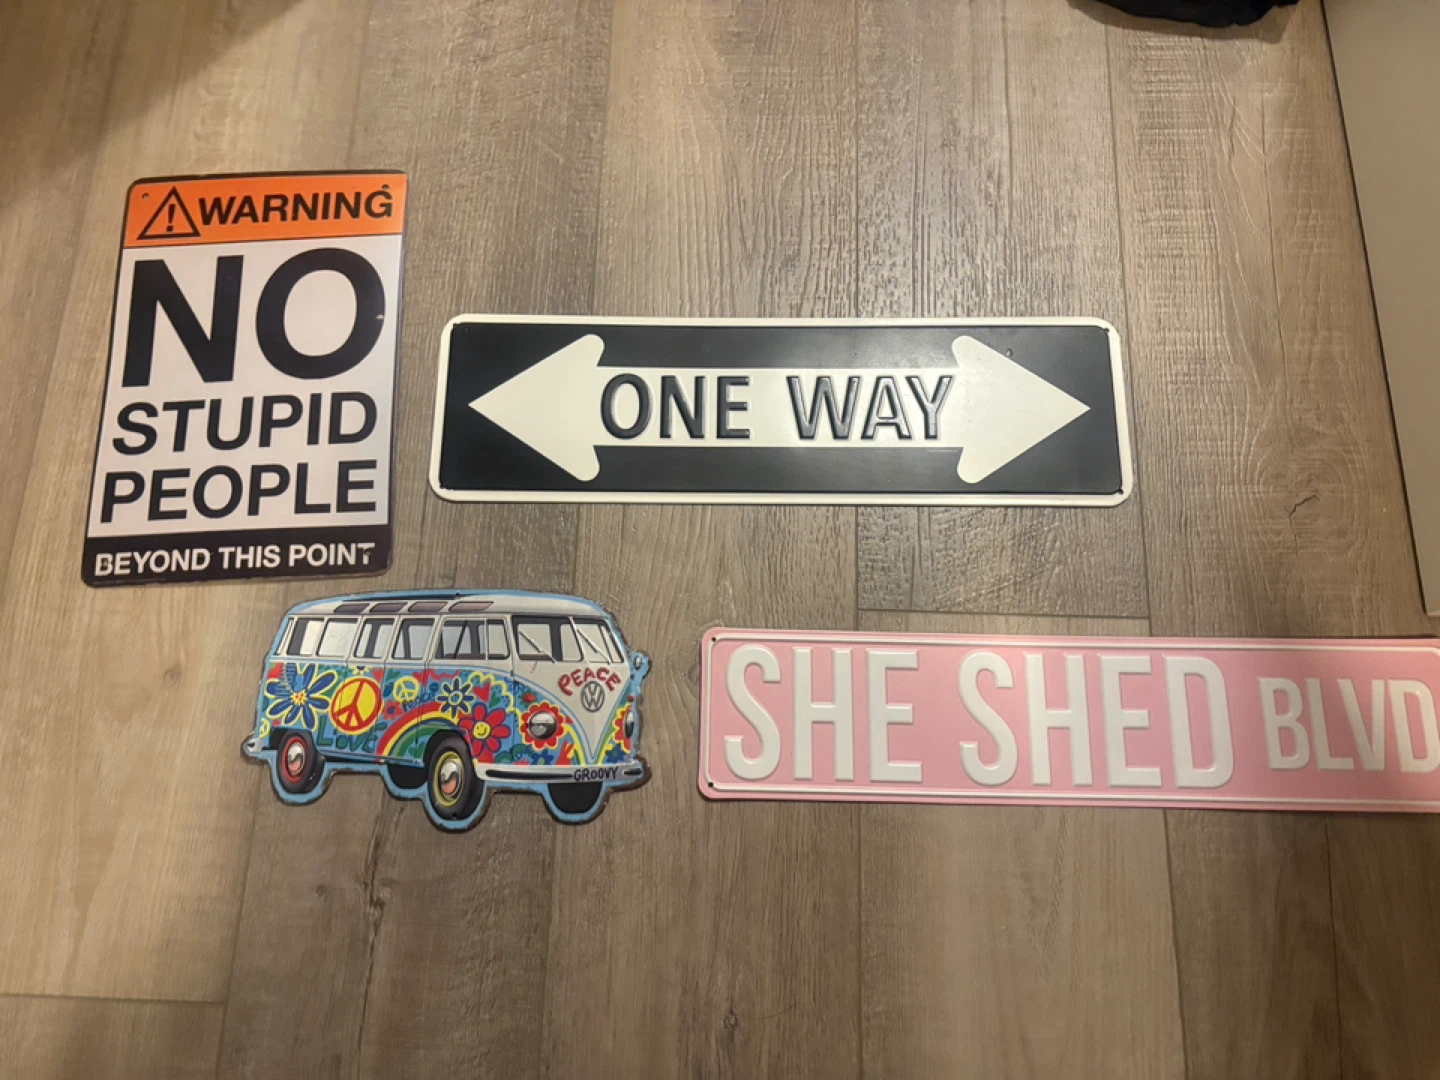 WARNING
NO
STUPID
PEOPLE
BEYOND THIS POINT
ONE WAY
PEACE
LOVE
GROOVY
SHE SHED BLVD